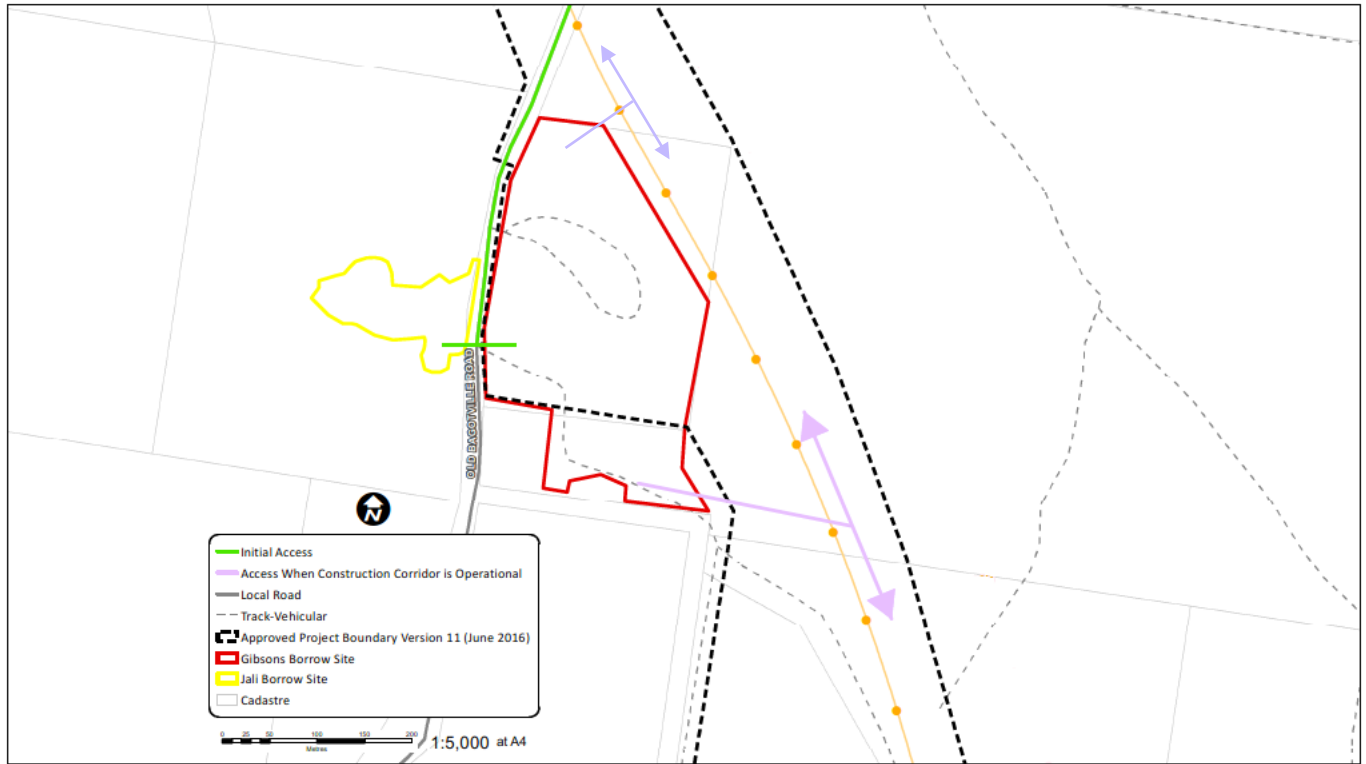 OLD BAGOTVILLE ROAD
N
Initial Access
Access When Construction Corridor is Operational
Local Road
Track-Vehicular
Approved Project Boundary Version 11 (June 2016)
Gibsons Borrow Site
Jali Borrow Site
Cadastre
0 25 50 100 150 200
Metres
1:5,000 at A4